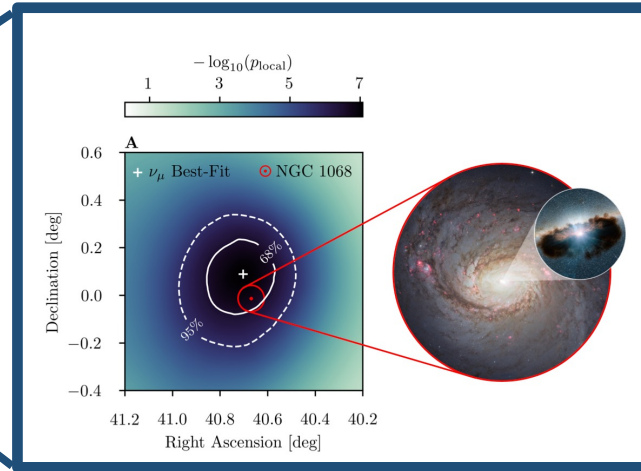 − log₁₀(p_local)
1 3 5 7
A
ν_μ Best-Fit NGC 1068
0.6
0.4
0.2
0.0
−0.2
−0.4
Declination [deg]
68%
95%
41.2 41.0 40.8 40.6 40.4 40.2
Right Ascension [deg]